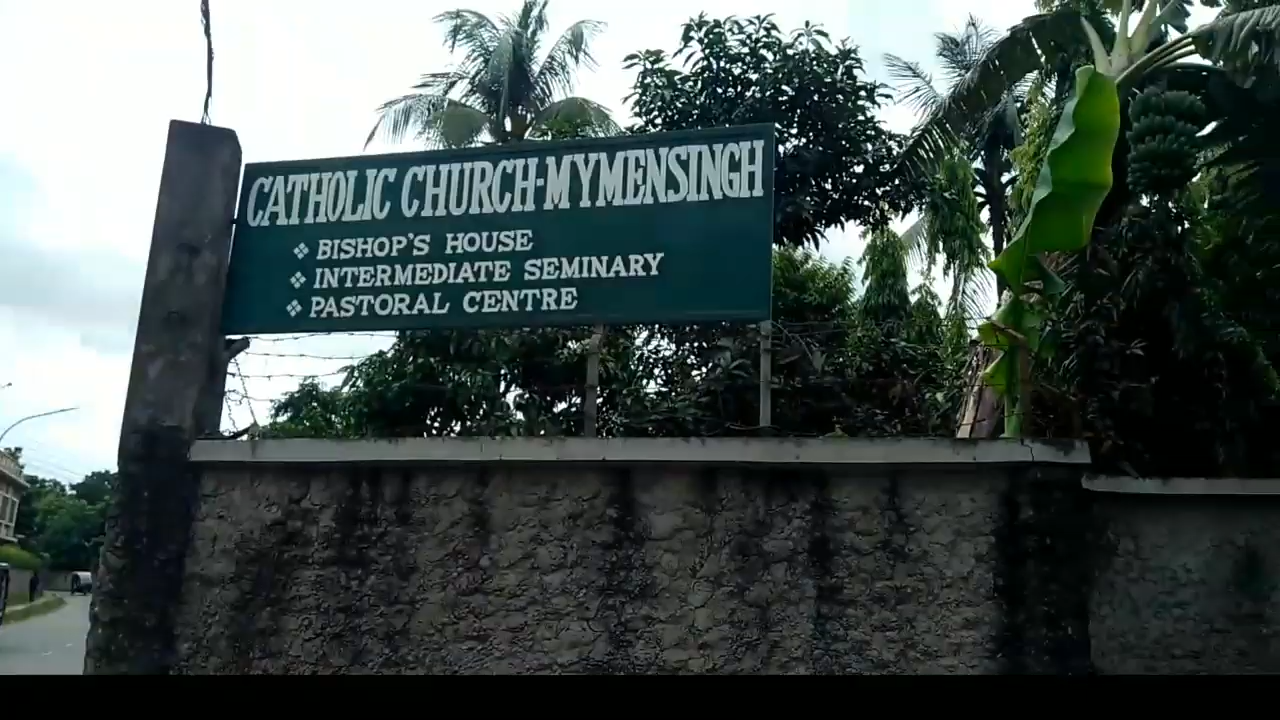 CATHOLIC CHURCH-MYMENSINGH
❖ BISHOP'S HOUSE
❖ INTERMEDIATE SEMINARY
❖ PASTORAL CENTRE